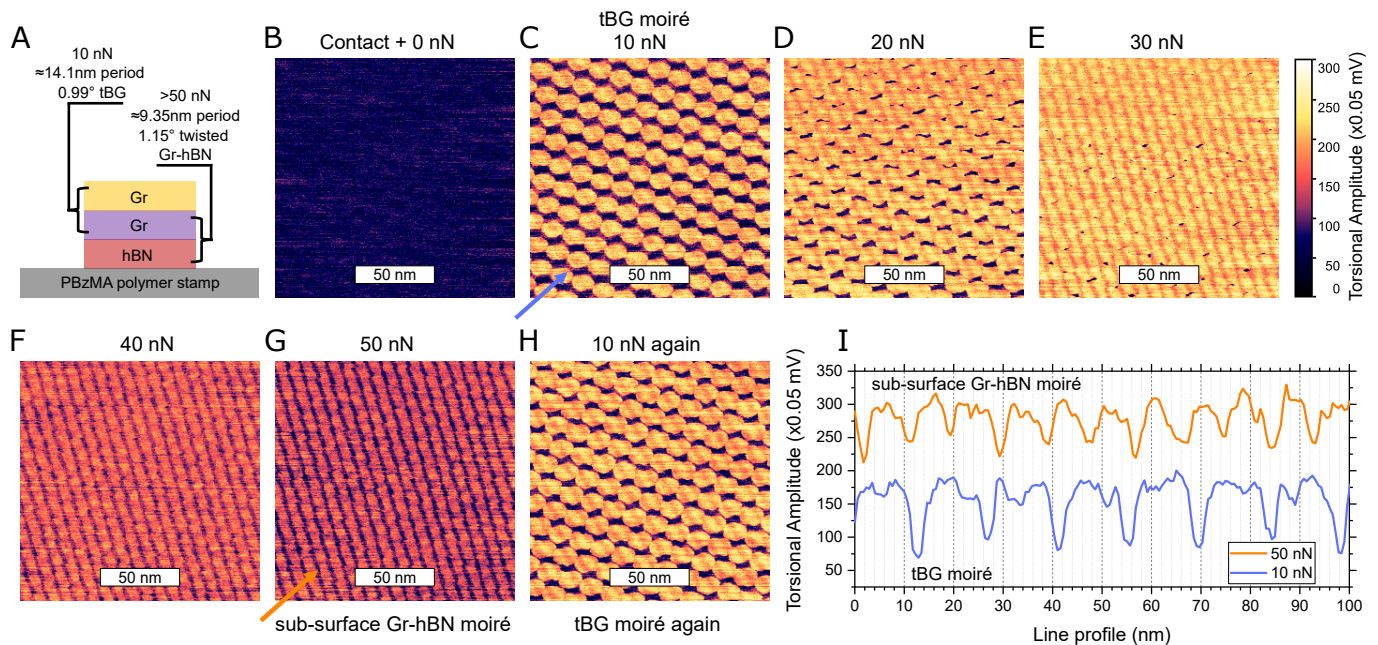 A
10 nN
≈14.1nm period
0.99° tBG
>50 nN
≈9.35nm period
1.15° twisted
Gr-hBN
Gr
Gr
hBN
PBzMA polymer stamp
B
Contact + 0 nN
50 nm
tBG moiré
C
10 nN
50 nm
D
20 nN
50 nm
E
30 nN
50 nm
300
250
200
150
100
50
0
Torsional Amplitude (x0.05 mV)
F
40 nN
50 nm
G
50 nN
50 nm
sub-surface Gr-hBN moiré
H
10 nN again
50 nm
tBG moiré again
I
350
300
250
200
150
100
50
Torsional Amplitude (x0.05 mV)
sub-surface Gr-hBN moiré
tBG moiré
50 nN
10 nN
0 10 20 30 40 50 60 70 80 90 100
Line profile (nm)